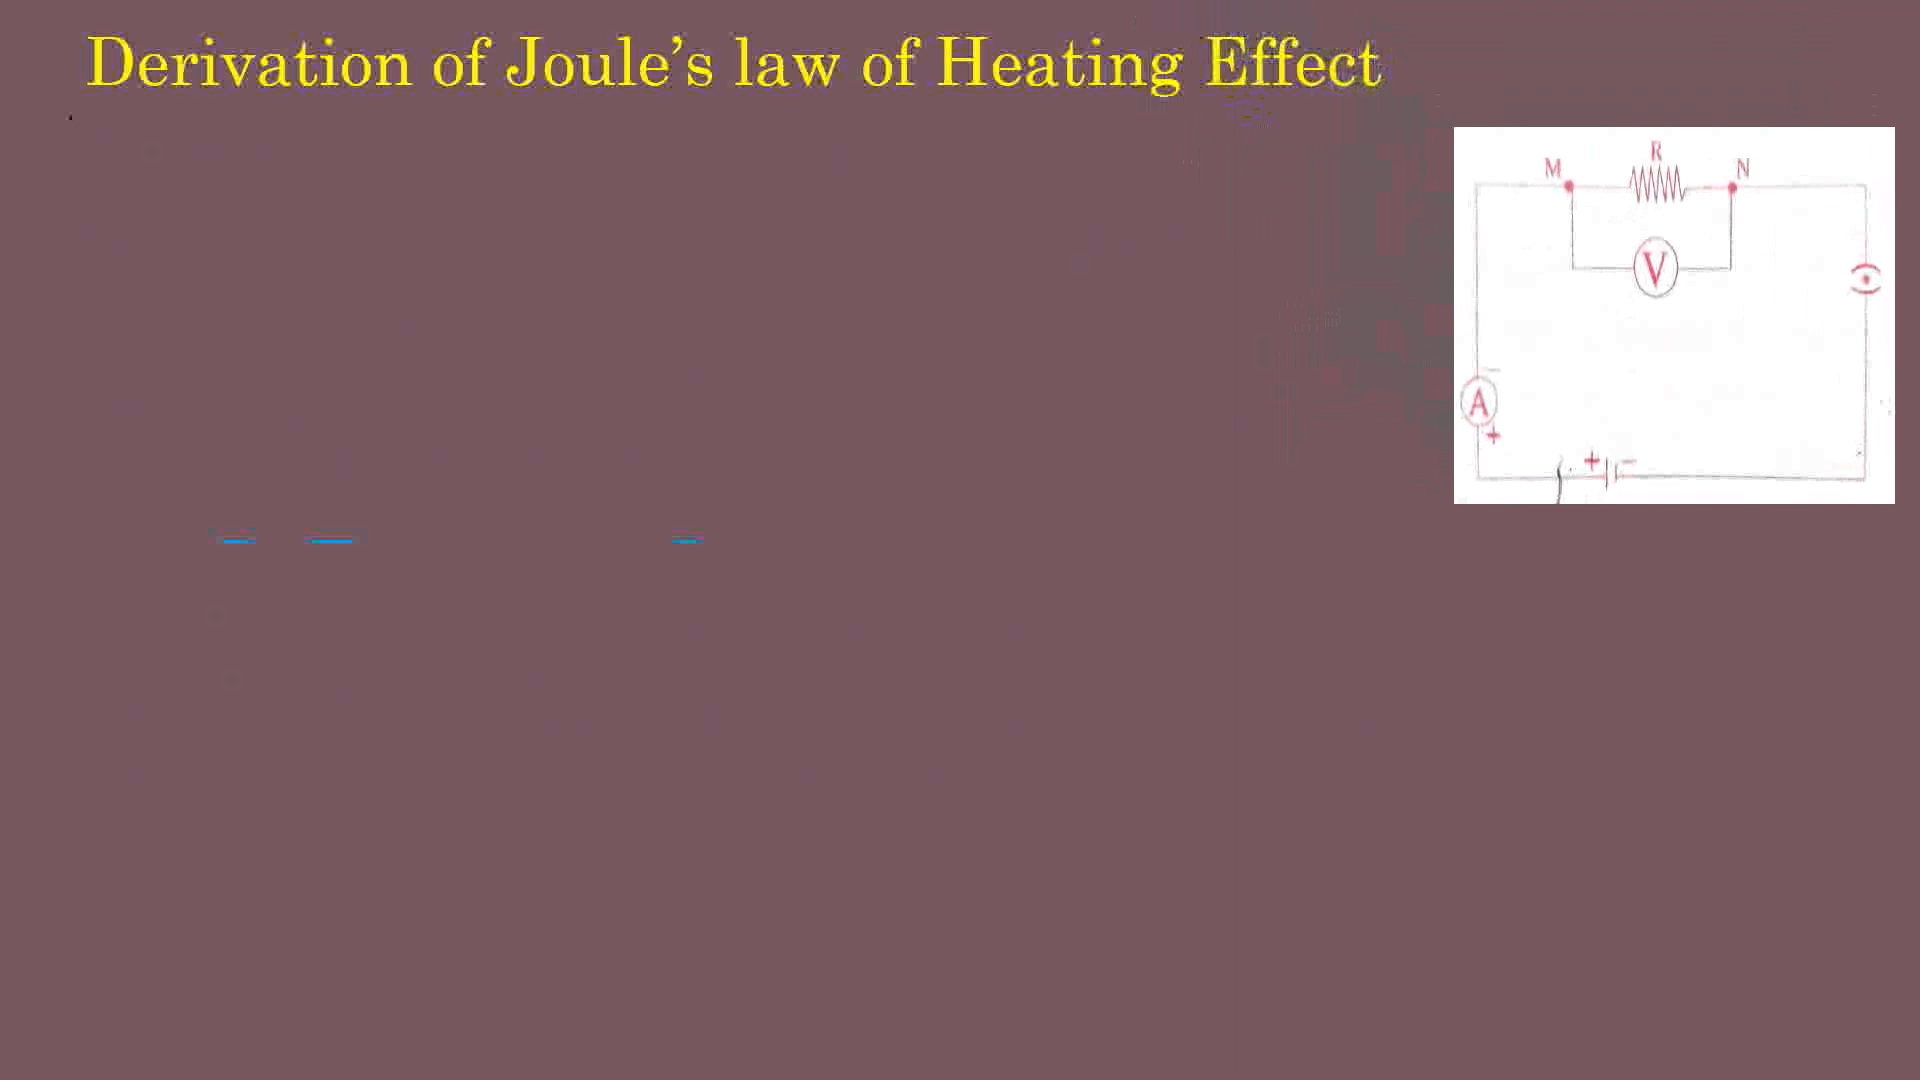 Derivation of Joule’s law of Heating Effect
R
M N
V
−
A
+
+ −